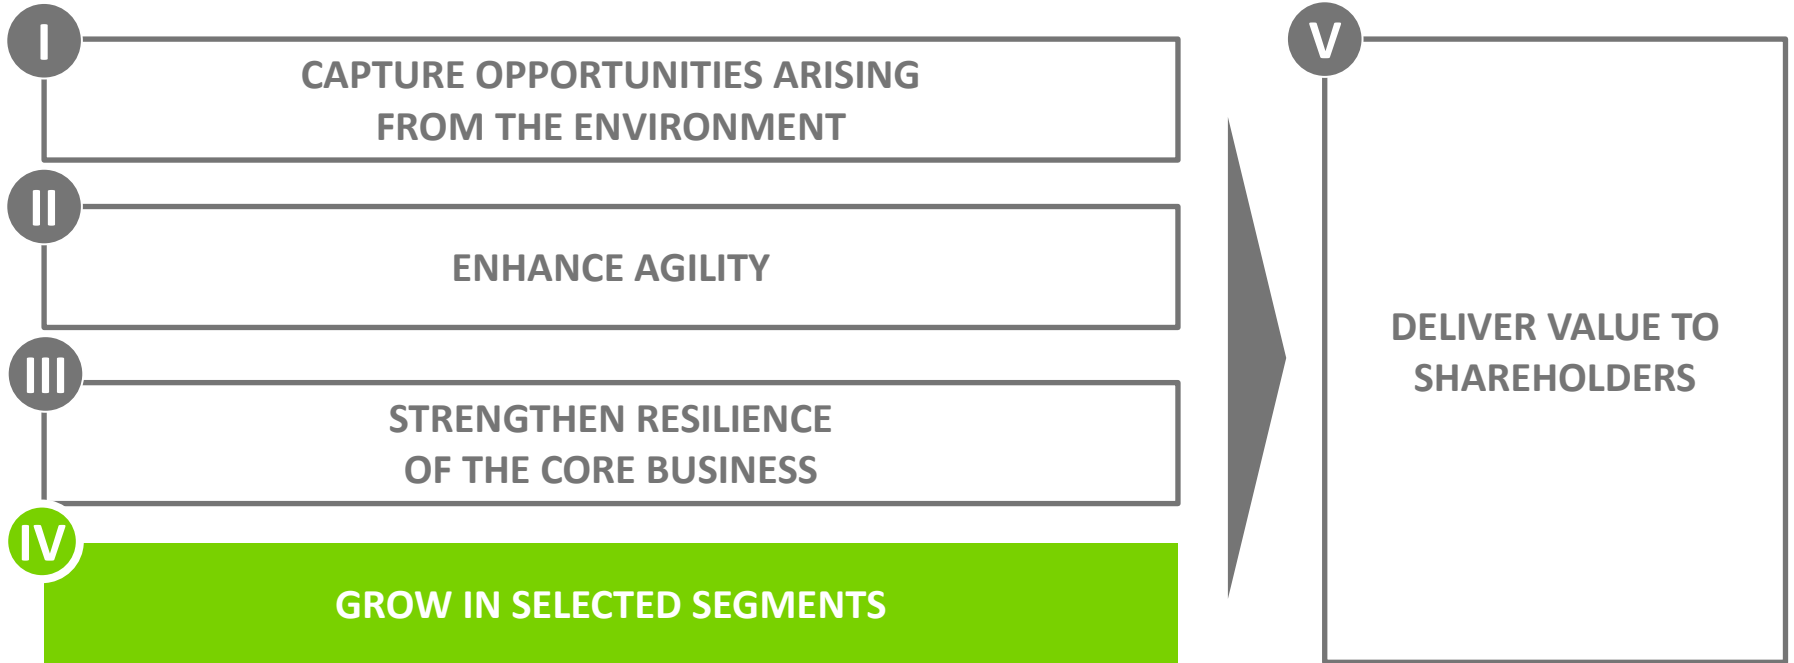 I
CAPTURE OPPORTUNITIES ARISING
FROM THE ENVIRONMENT
II
ENHANCE AGILITY
III
STRENGTHEN RESILIENCE
OF THE CORE BUSINESS
IV
GROW IN SELECTED SEGMENTS
V
DELIVER VALUE TO
SHAREHOLDERS